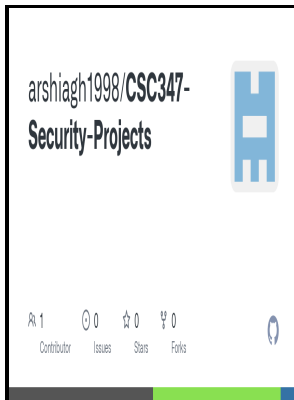 arshiagh1998/CSC347-
Security-Projects
1 0 0 0
Contributor Issues Stars Forks